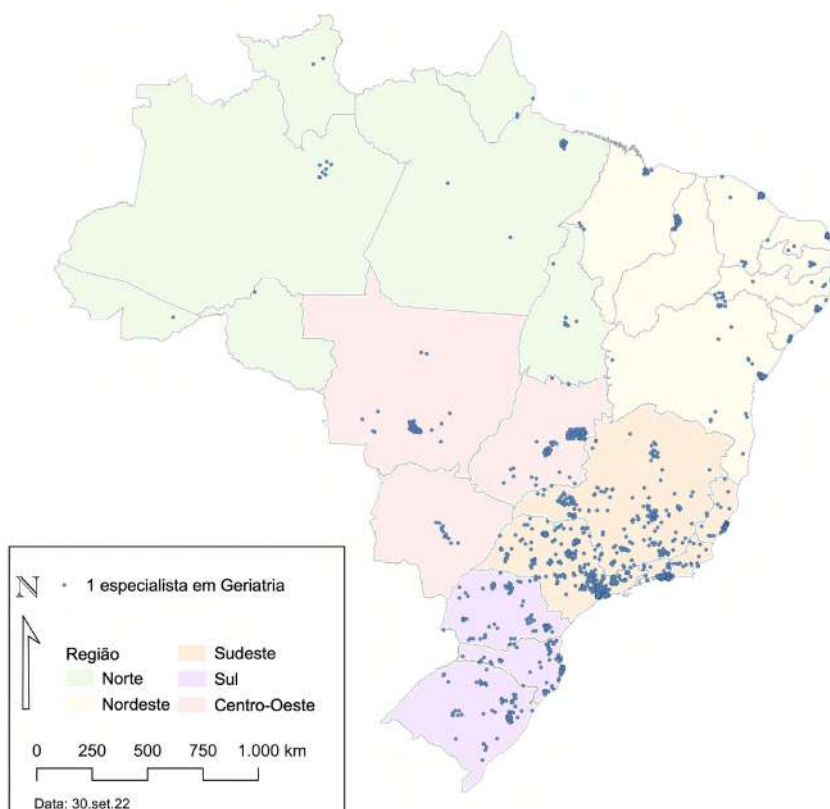 N
1 especialista em Geriatria
Região
Norte
Nordeste
Sudeste
Sul
Centro-Oeste
0 250 500 750 1.000 km
Data: 30.set.22